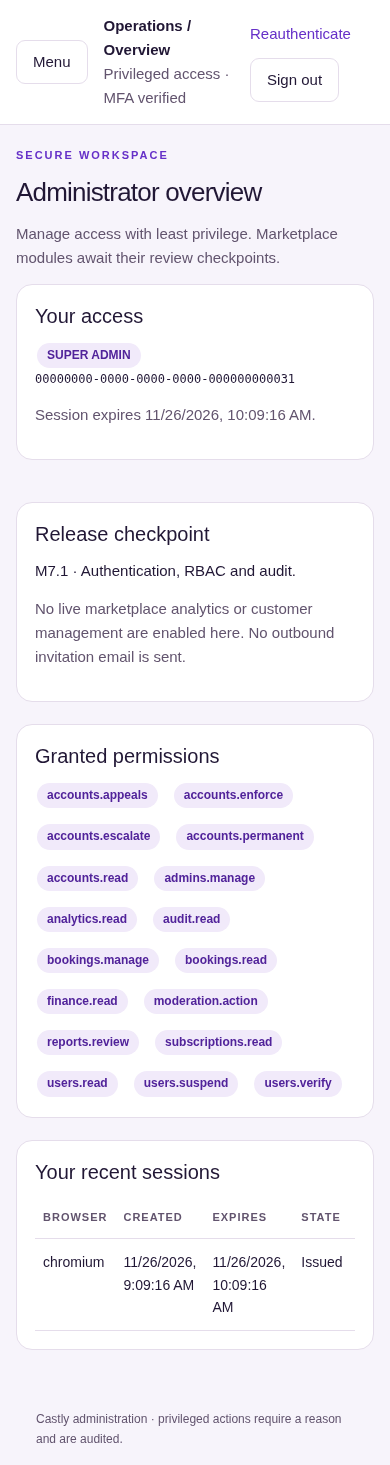 Menu
Operations /
Overview
Privileged access ·
MFA verified
Reauthenticate
Sign out
SECURE WORKSPACE
Administrator overview
Manage access with least privilege. Marketplace
modules await their review checkpoints.
Your access
SUPER ADMIN
00000000-0000-0000-0000-000000000031
Session expires 11/26/2026, 10:09:16 AM.
Release checkpoint
M7.1 · Authentication, RBAC and audit.
No live marketplace analytics or customer
management are enabled here. No outbound
invitation email is sent.
Granted permissions
accounts.appeals accounts.enforce
accounts.escalate accounts.permanent
accounts.read admins.manage
analytics.read audit.read
bookings.manage bookings.read
finance.read moderation.action
reports.review subscriptions.read
users.read users.suspend users.verify
Your recent sessions
BROWSER CREATED EXPIRES STATE
chromium 11/26/2026, 11/26/2026, Issued
9:09:16 AM 10:09:16
AM
Castly administration · privileged actions require a reason
and are audited.